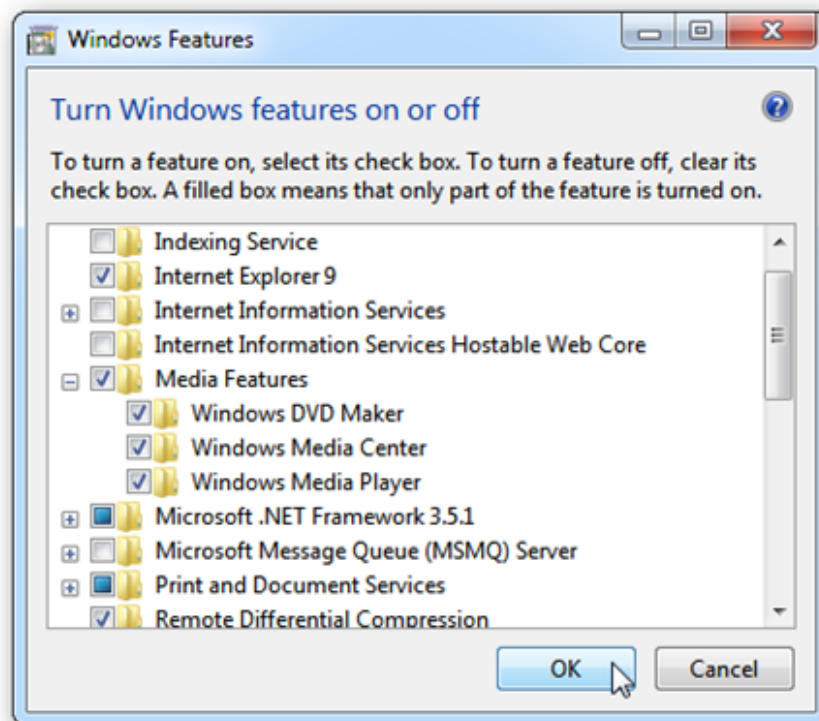 Windows Features
Turn Windows features on or off
To turn a feature on, select its check box. To turn a feature off, clear its
check box. A filled box means that only part of the feature is turned on.
Indexing Service
Internet Explorer 9
Internet Information Services
Internet Information Services Hostable Web Core
Media Features
Windows DVD Maker
Windows Media Center
Windows Media Player
Microsoft .NET Framework 3.5.1
Microsoft Message Queue (MSMQ) Server
Print and Document Services
Remote Differential Compression
OK Cancel